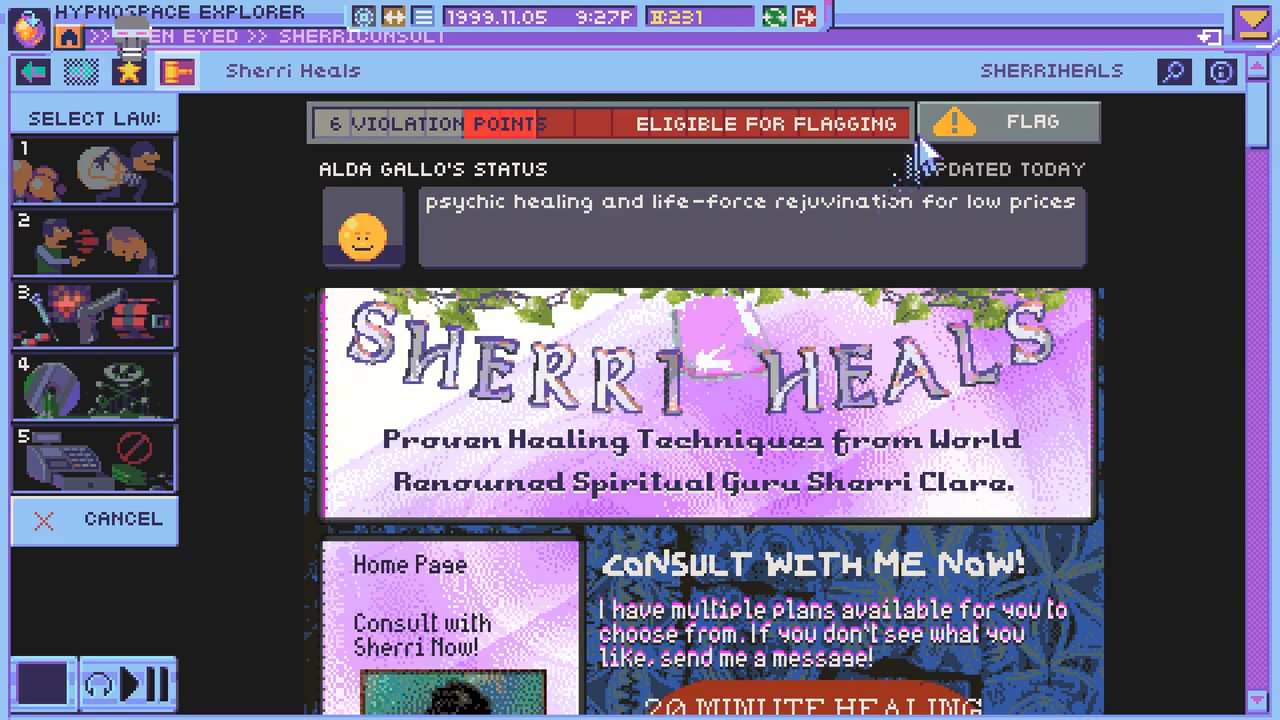 HYPNOSPACE EXPLORER
1999.11.05 9:27P
231
>> EN EYED >> SHERRICONSULT
Sherri Heals
SHERRIHEALS
SELECT LAW:
1
2
3
4
5
CANCEL
6 VIOLATION POINTS
ELIGIBLE FOR FLAGGING
FLAG
ALDA GALLO'S STATUS
PDATED TODAY
psychic healing and life-force rejuvination for low prices
SHERRI HEALS
Proven Healing Techniques from World
Renowned Spiritual Guru Sherri Clare.
Home Page
Consult with
Sherri Now!
CONSULT WITH ME NOW!
I have multiple plans available for you to
choose from. If you don't see what you
like, send me a message!
20 MINUTE HEALING